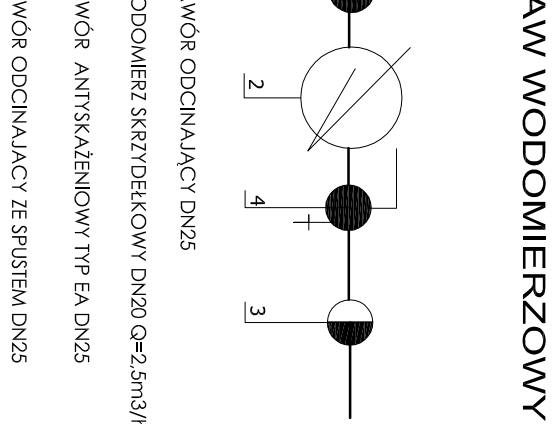 AW WODOMIERZOWY
2
4
3
WÓR ODCINAJĄCY DN25
ODOMIERZ SKRZYDEŁKOWY DN20 Q=2,5m3/h
WÓR ANTYSKAŻENIOWY TYP EA DN25
WÓR ODCINAJACY ZE SPUSTEM DN25